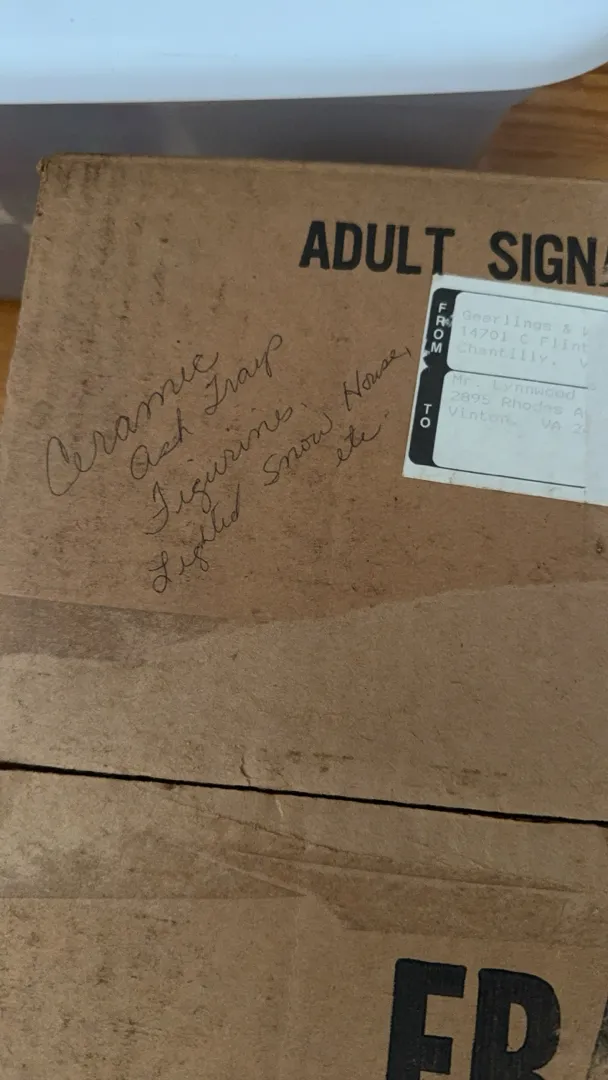 ADULT SIGN
FROM
Geerlings &
14701 C Flint
Chantilly, V
TO
Mr. Lynnwood
2895 Rhodes A
Vinton, VA 2
Ceramic
Ash Trays
Figurines,
Lighted Snow House,
etc.
FR